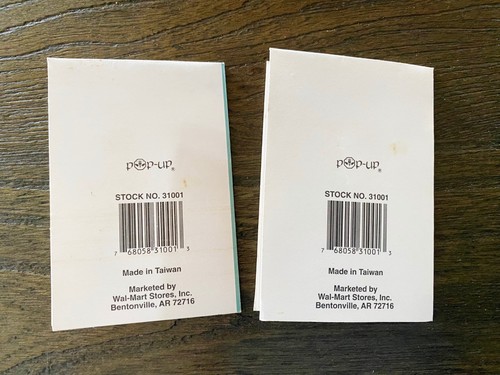 POP-UP®
STOCK NO. 31001
7 68058 31001 3
Made in Taiwan
Marketed by
Wal-Mart Stores, Inc.
Bentonville, AR 72716
POP-UP®
STOCK NO. 31001
7 68058 31001 3
Made in Taiwan
Marketed by
Wal-Mart Stores, Inc.
Bentonville, AR 72716